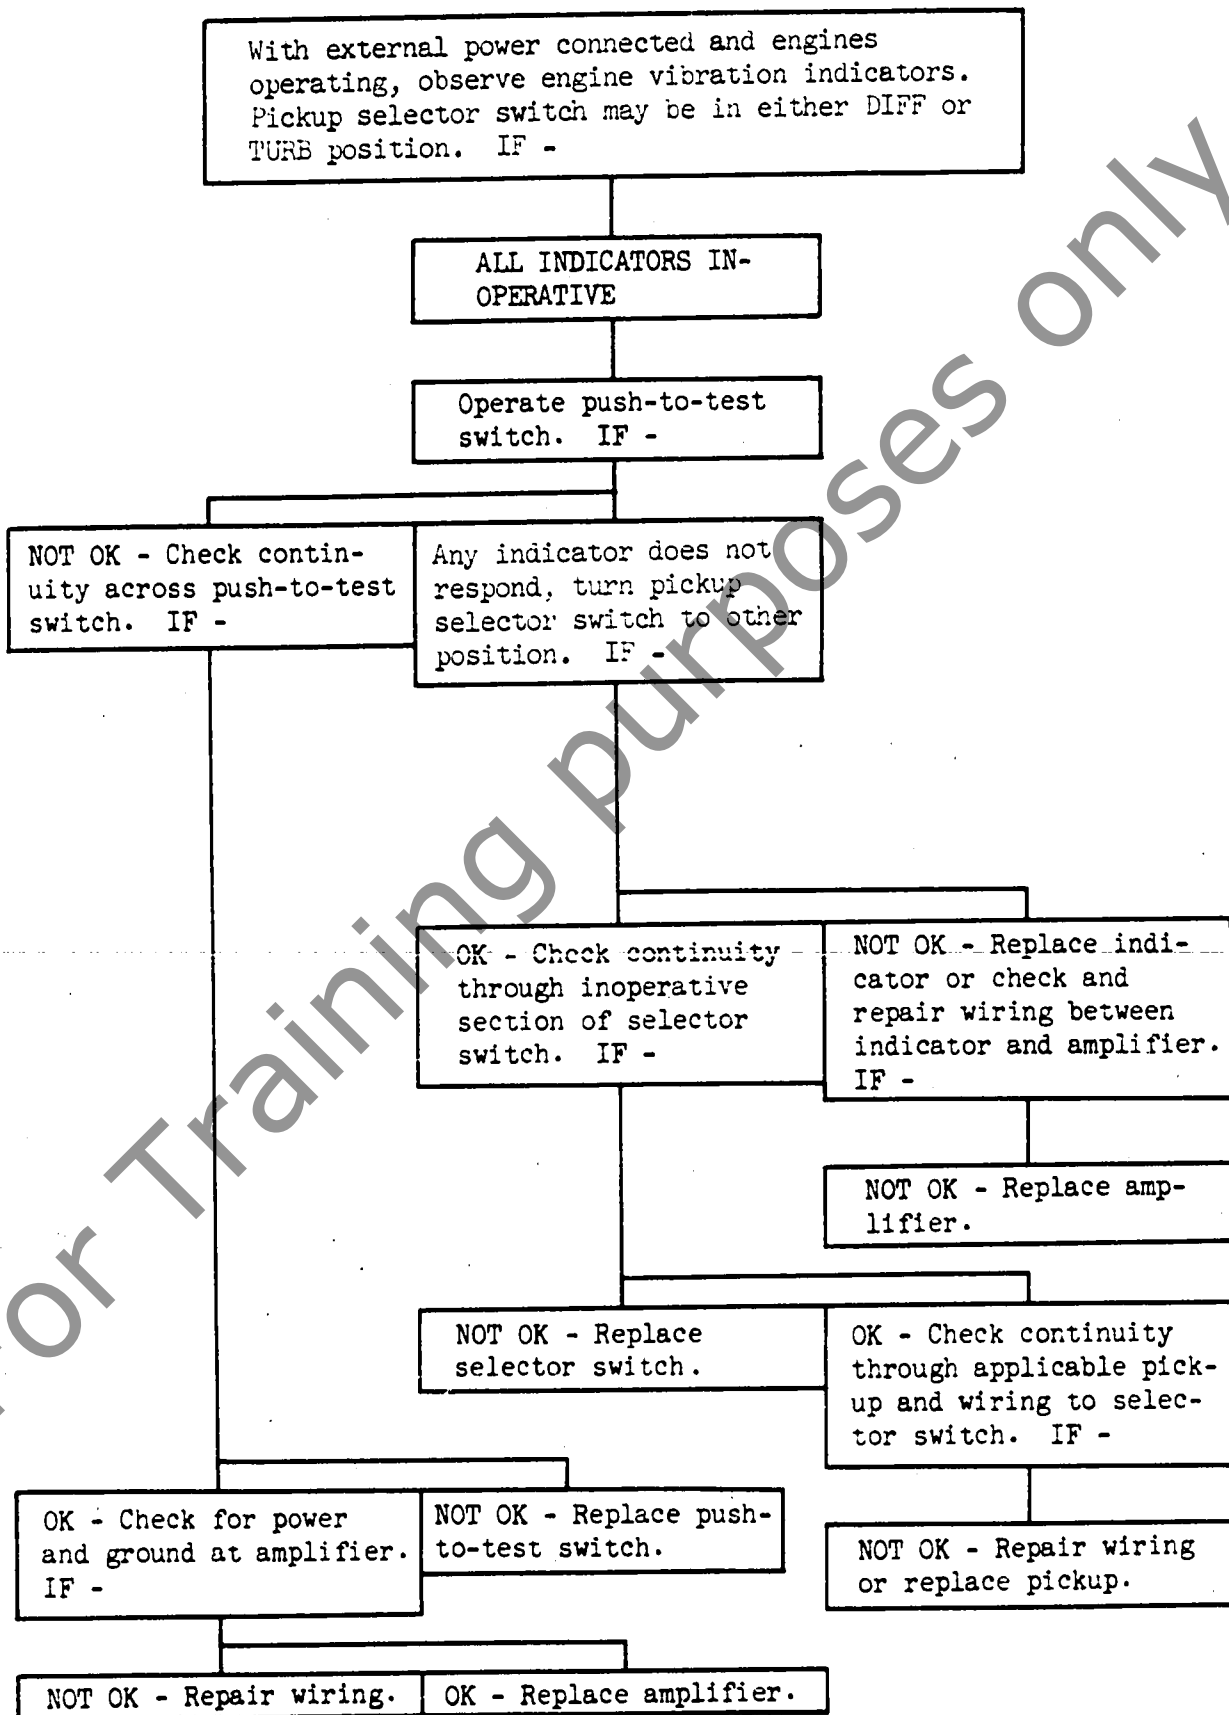 With external power connected and engines
operating, observe engine vibration indicators.
Pickup selector switch may be in either DIFF or
TURB position. IF -
ALL INDICATORS IN-
OPERATIVE
Operate push-to-test
switch. IF -
NOT OK - Check contin-
uity across push-to-test
switch. IF -
Any indicator does not
respond, turn pickup
selector switch to other
position. IF -
OK - Check continuity
through inoperative
section of selector
switch. IF -
NOT OK - Replace indi-
cator or check and
repair wiring between
indicator and amplifier.
IF -
NOT OK - Replace amp-
lifier.
NOT OK - Replace
selector switch.
OK - Check continuity
through applicable pick-
up and wiring to selec-
tor switch. IF -
OK - Check for power
and ground at amplifier.
IF -
NOT OK - Replace push-
to-test switch.
NOT OK - Repair wiring
or replace pickup.
NOT OK - Repair wiring.
OK - Replace amplifier.
or Training purposes only